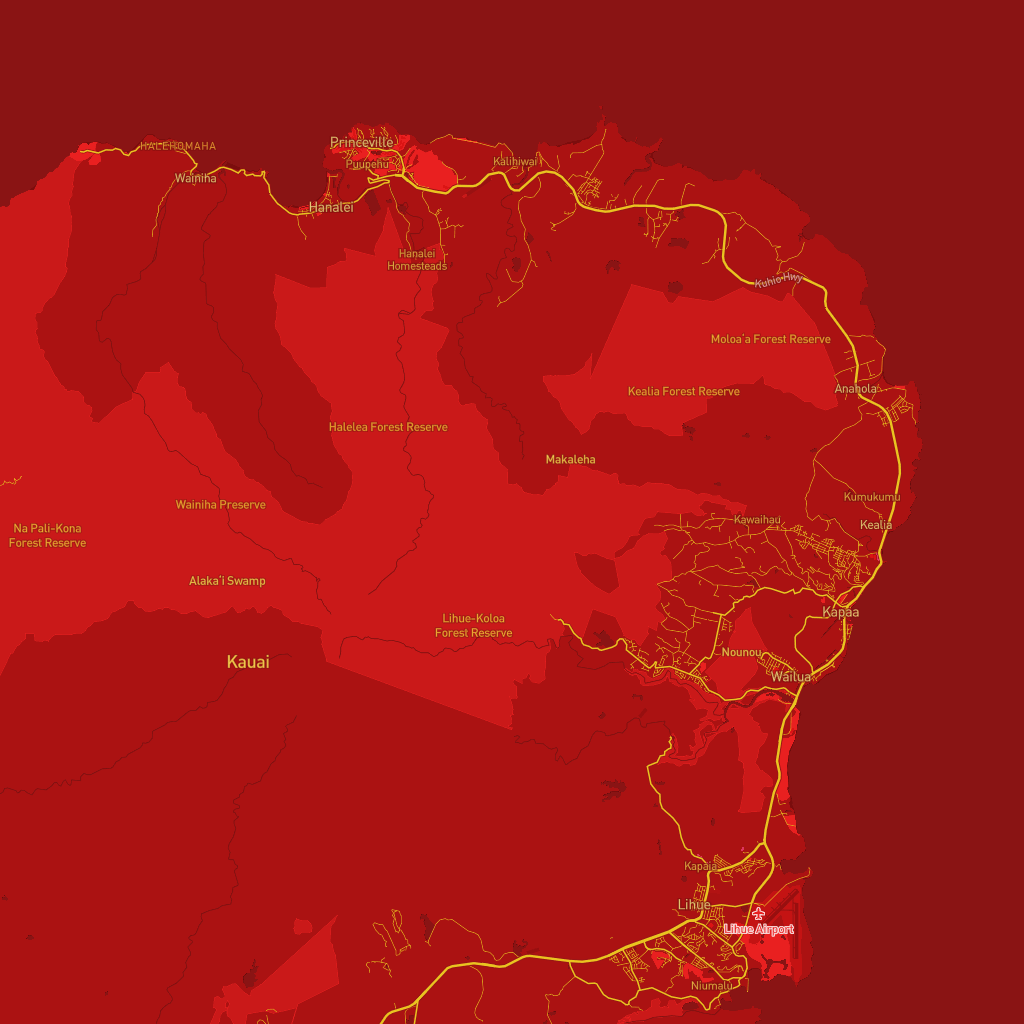 Princeville
HALEHOMAHA
Kalihiwai
Puupehu
Wainiha
Hanalei
Hanalei
Homesteads
Kuhio Hwy
Moloa'a Forest Reserve
Anahola
Kealia Forest Reserve
Halelea Forest Reserve
Makaleha
Kumukumu
Wainiha Preserve
Kawaihau
Kealia
Na Pali-Kona
Forest Reserve
Alaka'i Swamp
Kapaa
Lihue-Koloa
Forest Reserve
Nounou
Kauai
Wailua
Kapaia
Lihue
Lihue Airport
Niumalu